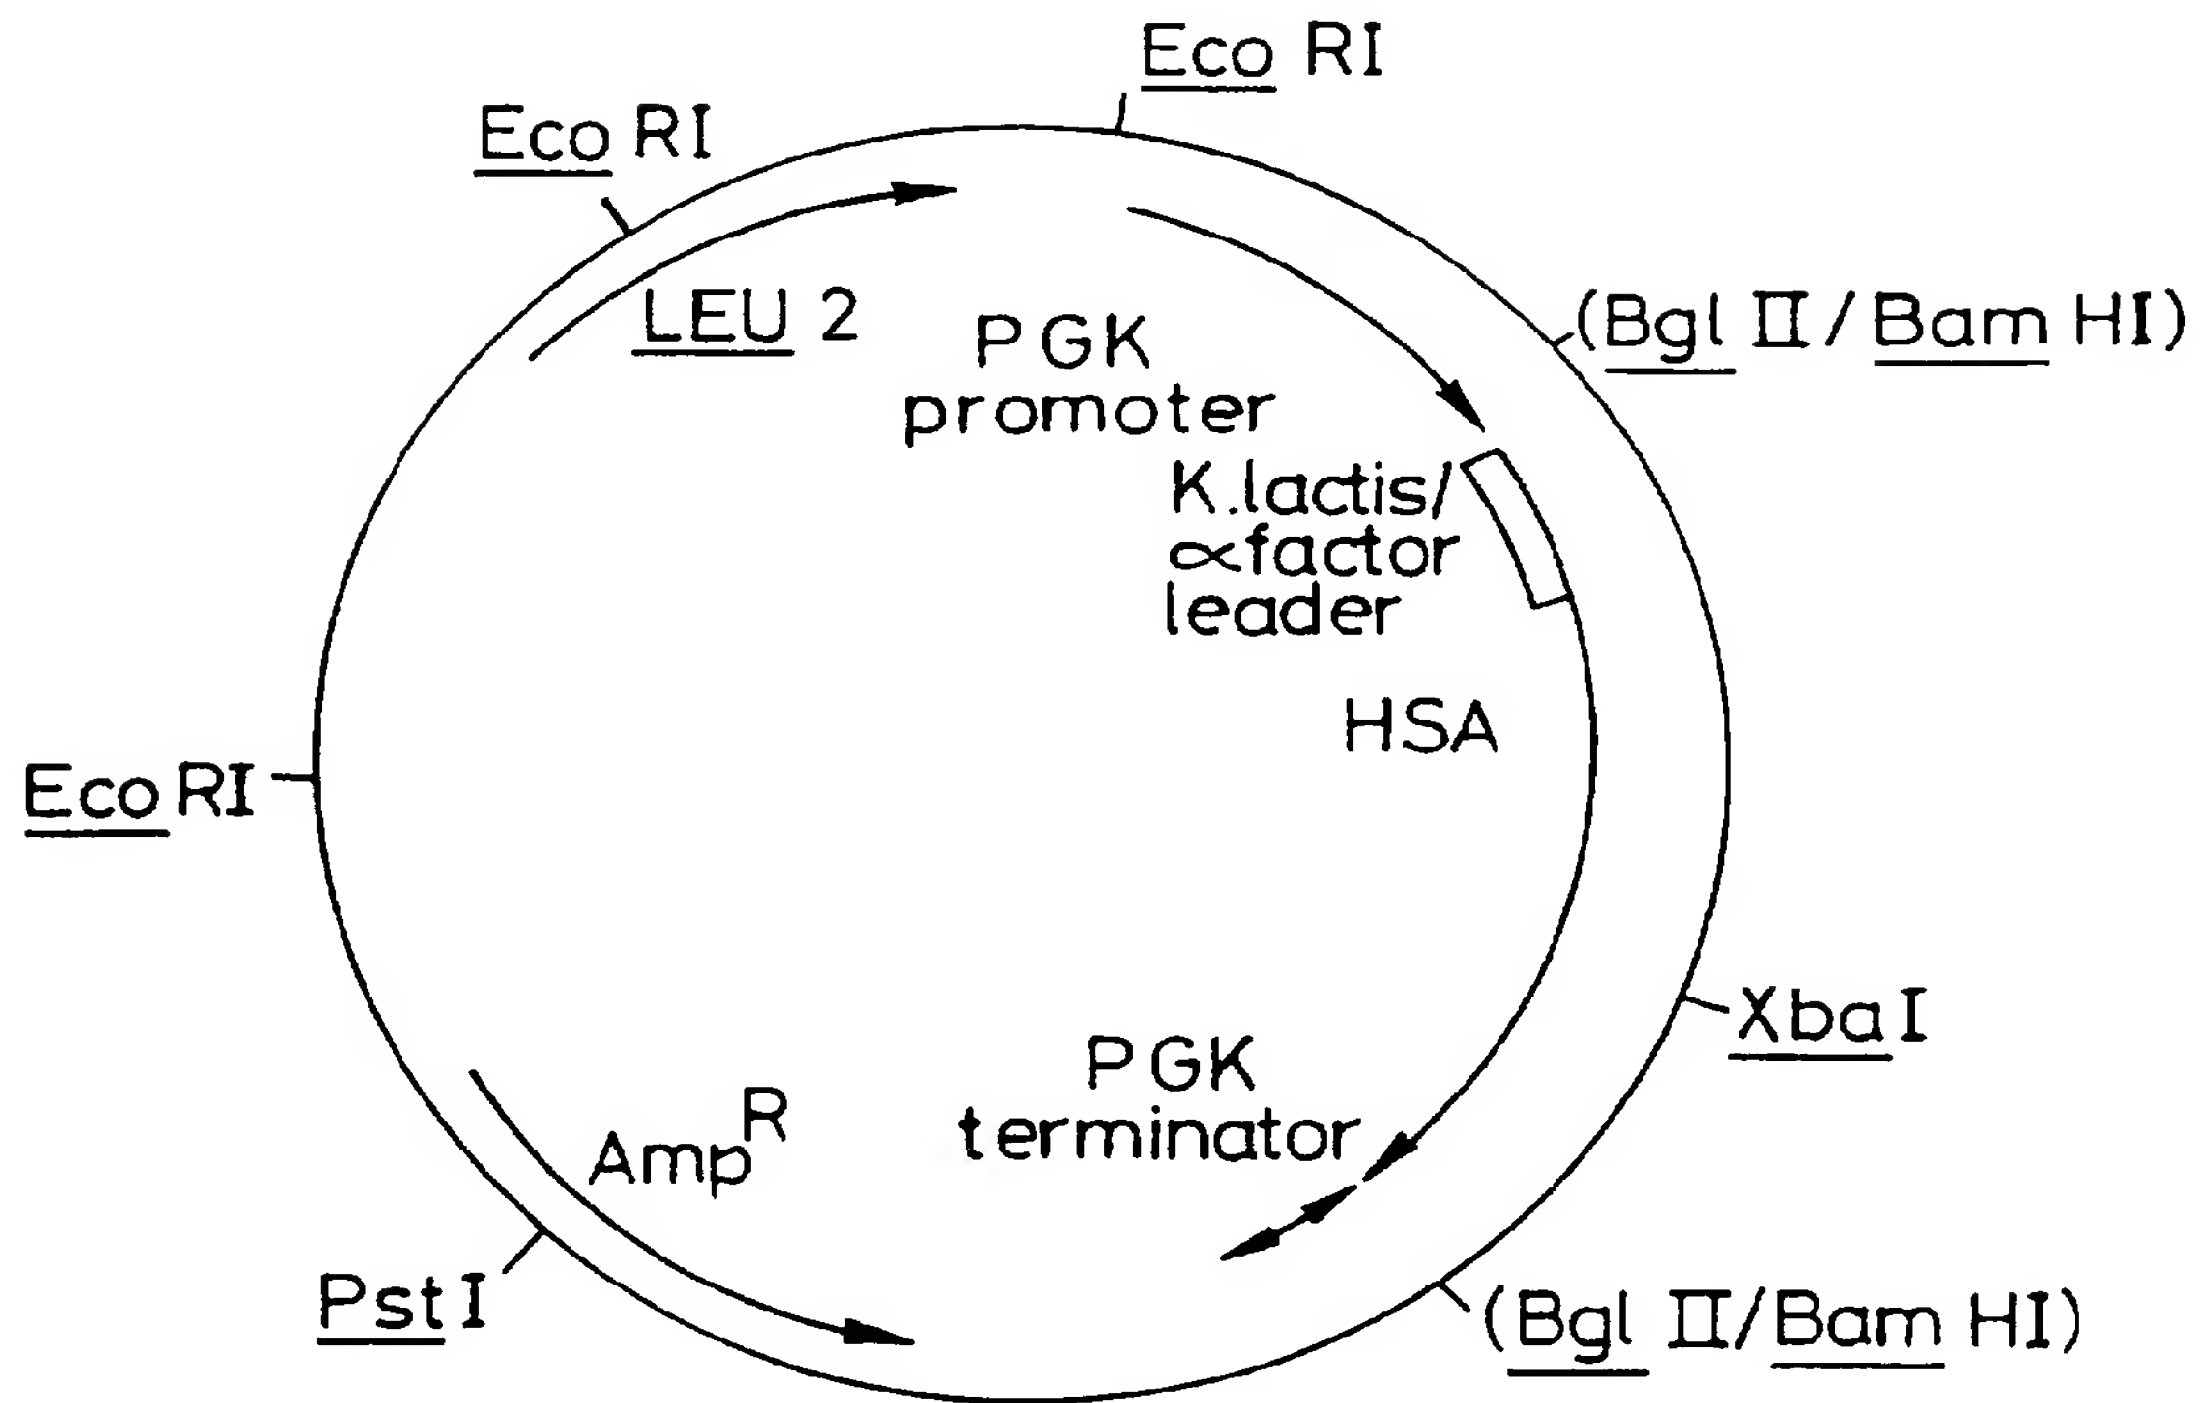 Eco RI
Eco RI
(Bgl II / Bam HI)
LEU 2
PGK
promoter
K.lactis/
αfactor
leader
HSA
Eco RI
Xba I
PGK
terminator
Amp^R
Pst I
(Bgl II/Bam HI)